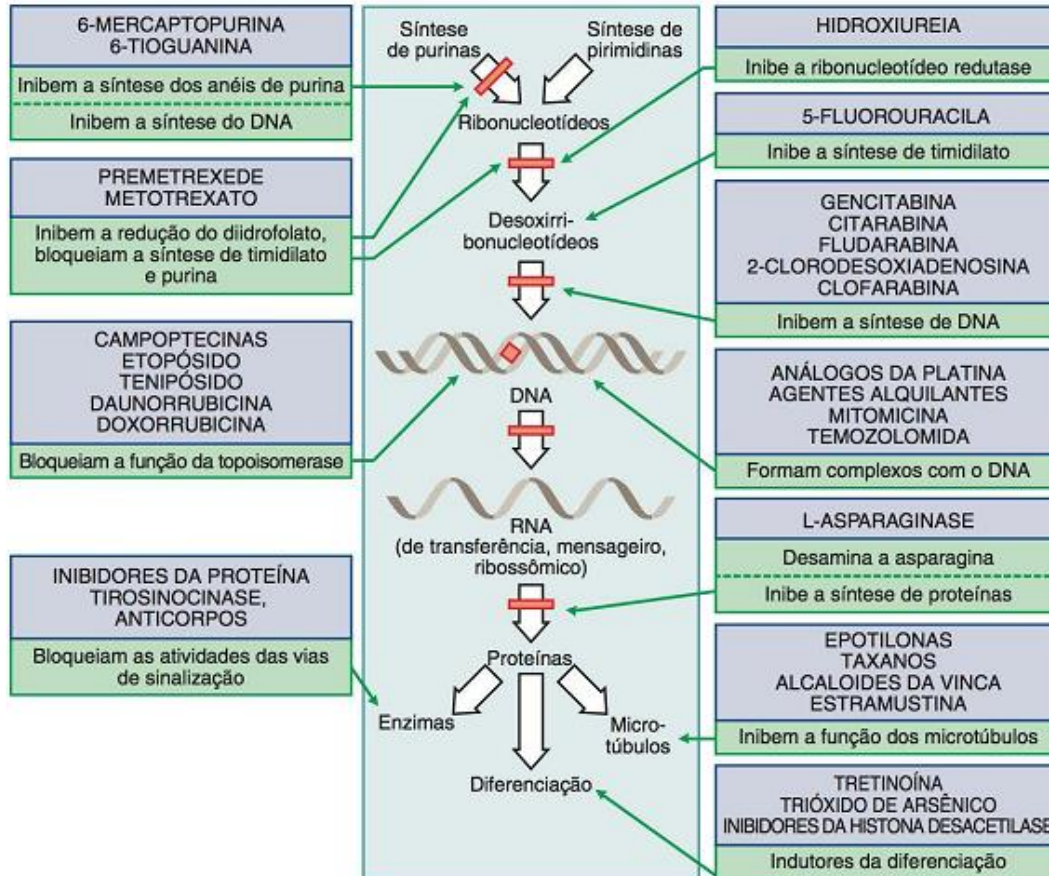 6-MERCAPTOPURINA
6-TIOGUANINA
Inibem a síntese dos anéis de purina
Inibem a síntese do DNA
PREMETREXEDE
METOTREXATO
Inibem a redução do diidrofolato,
bloqueiam a síntese de timidilato
e purina
CAMPOPTECINAS
ETOPÓSIDO
TENIPÓSIDO
DAUNORRUBICINA
DOXORRUBICINA
Bloqueiam a função da topoisomerase
INIBIDORES DA PROTEÍNA
TIROSINOCINASE,
ANTICORPOS
Bloqueiam as atividades das vias
de sinalização
Síntese
de purinas
Síntese de
pirimidinas
Ribonucleotídeos
Desoxirri-
bonucleotídeos
DNA
RNA
(de transferência, mensageiro,
ribossômico)
Proteínas
Enzimas
Micro-
túbulos
Diferenciação
HIDROXIUREIA
Inibe a ribonucleotídeo redutase
5-FLUOROURACILA
Inibe a síntese de timidilato
GENCITABINA
CITARABINA
FLUDARABINA
2-CLORODESOXIADENOSINA
CLOFARABINA
Inibem a síntese de DNA
ANÁLOGOS DA PLATINA
AGENTES ALQUILANTES
MITOMICINA
TEMOZOLOMIDA
Formam complexos com o DNA
L-ASPARAGINASE
Desamina a asparagina
Inibe a síntese de proteínas
EPOTILONAS
TAXANOS
ALCALOIDES DA VINCA
ESTRAMUSTINA
Inibem a função dos microtúbulos
TRETINOÍNA
TRIÓXIDO DE ARSÊNICO
INIBIDORES DA HISTONA DESACETILASE
Indutores da diferenciação